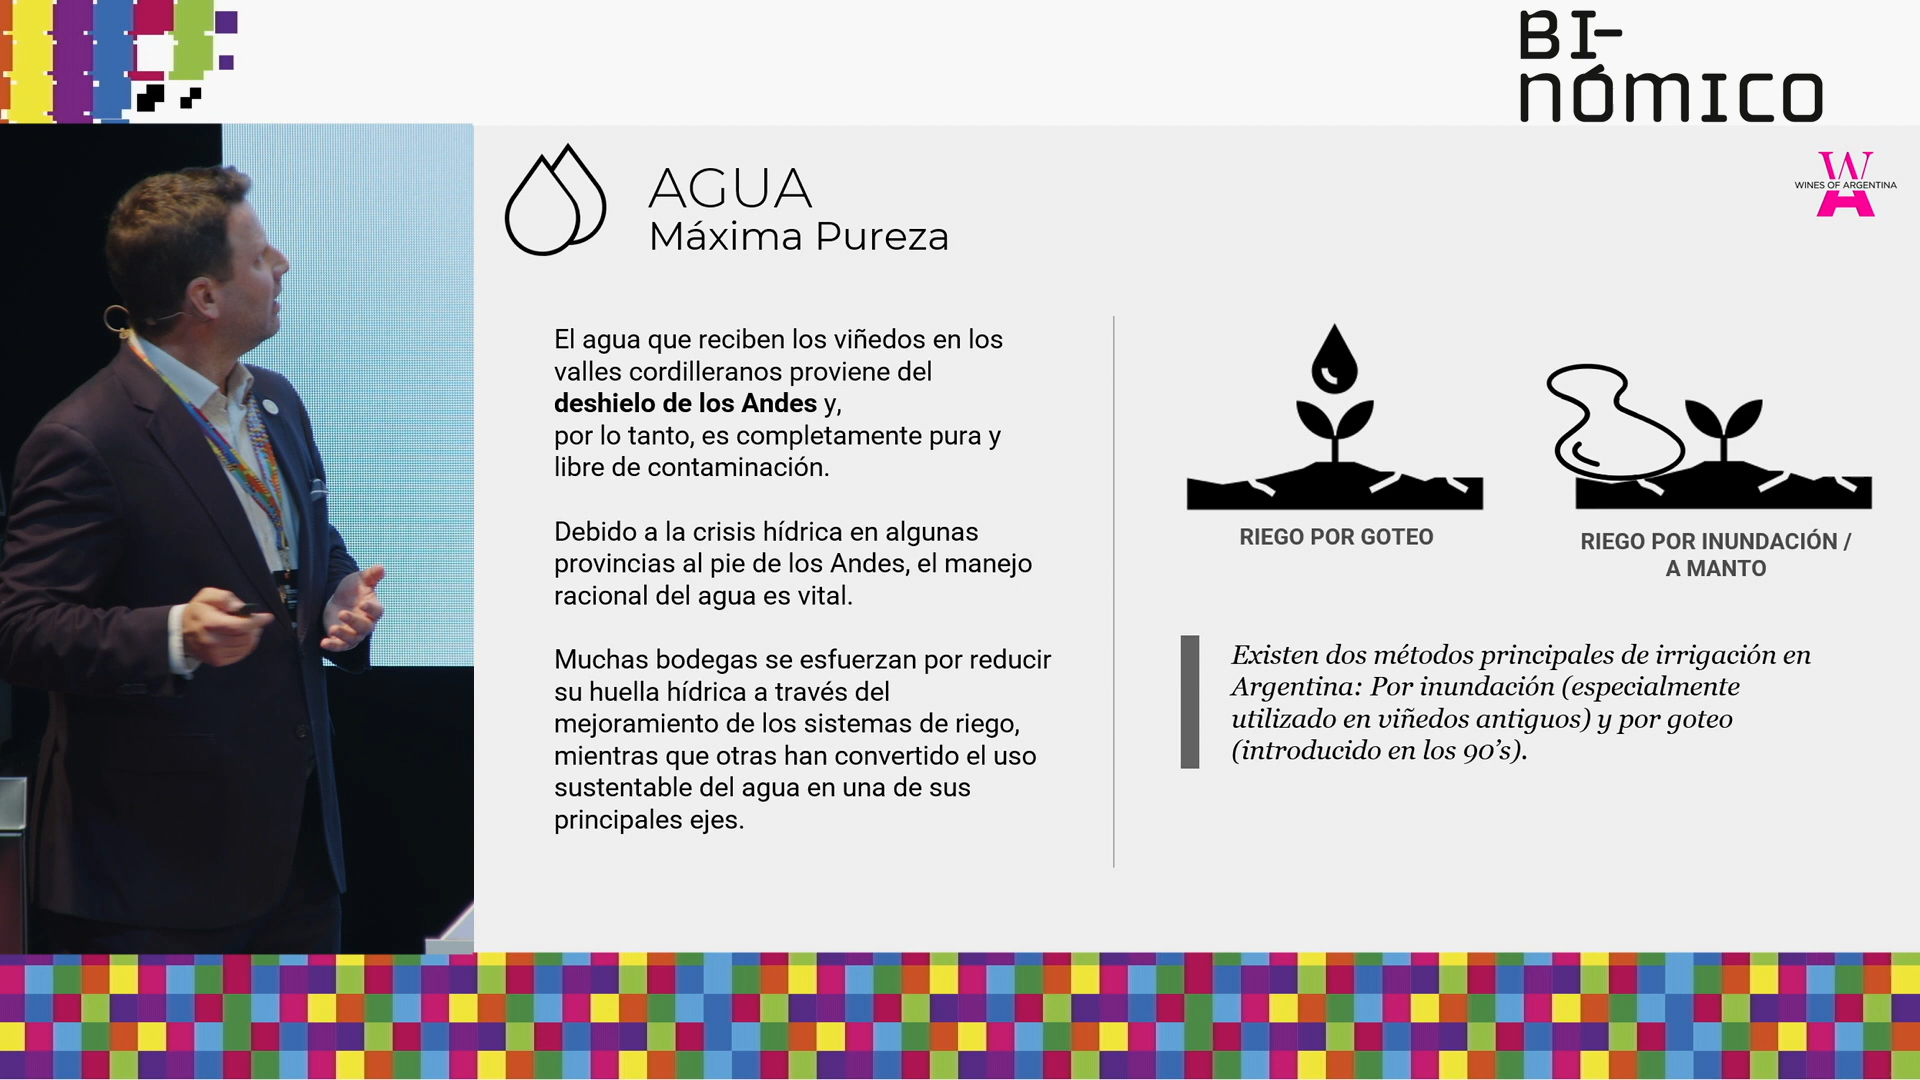 BI-
NÓMICO
WINES OF ARGENTINA
AGUA
Máxima Pureza
El agua que reciben los viñedos en los
valles cordilleranos proviene del
deshielo de los Andes y,
por lo tanto, es completamente pura y
libre de contaminación.
Debido a la crisis hídrica en algunas
provincias al pie de los Andes, el manejo
racional del agua es vital.
Muchas bodegas se esfuerzan por reducir
su huella hídrica a través del
mejoramiento de los sistemas de riego,
mientras que otras han convertido el uso
sustentable del agua en una de sus
principales ejes.
RIEGO POR GOTEO
RIEGO POR INUNDACIÓN /
A MANTO
Existen dos métodos principales de irrigación en
Argentina: Por inundación (especialmente
utilizado en viñedos antiguos) y por goteo
(introducido en los 90’s).